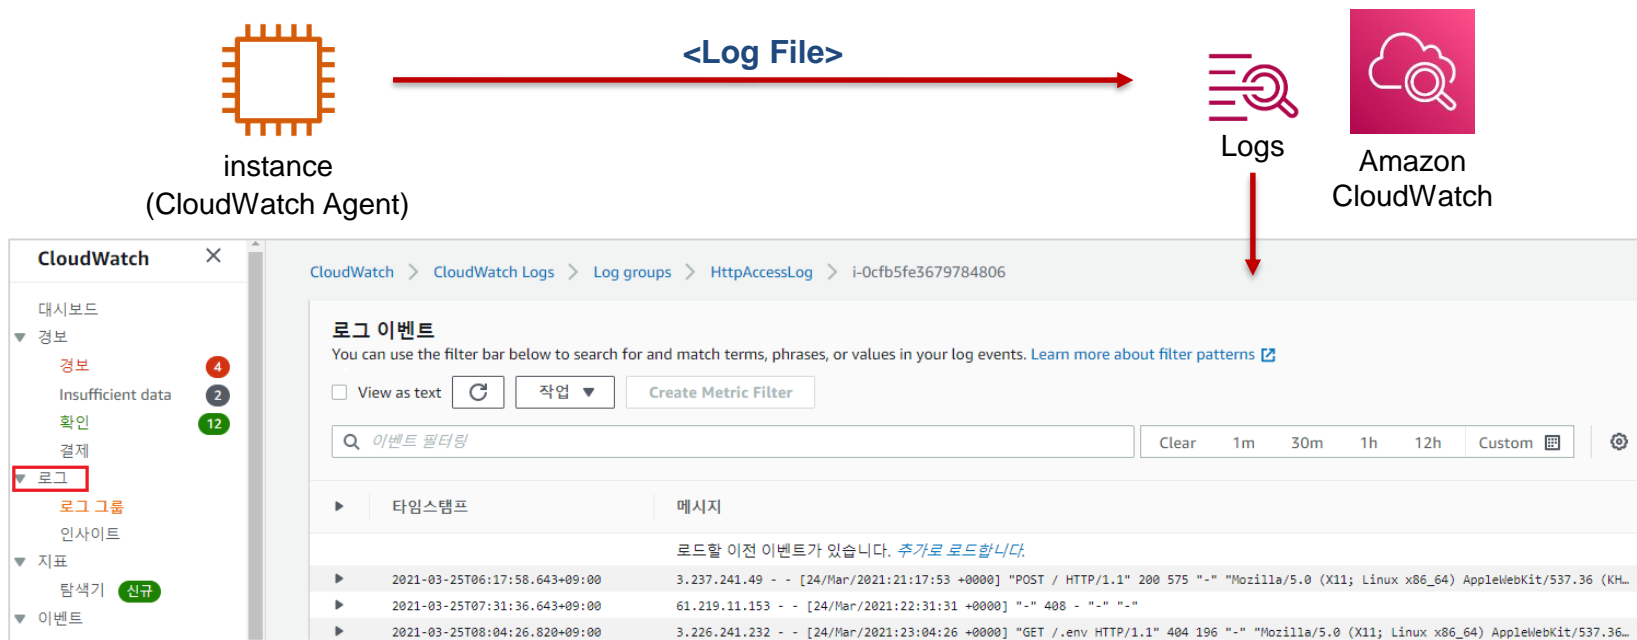 <Log File>
instance
(CloudWatch Agent)
Logs
Amazon
CloudWatch
CloudWatch
대시보드
경보
경보 4
Insufficient data 2
확인 12
결제
로그
로그 그룹
인사이트
지표
탐색기 신규
이벤트
CloudWatch > CloudWatch Logs > Log groups > HttpAccessLog > i-0cfb5fe3679784806
로그 이벤트
You can use the filter bar below to search for and match terms, phrases, or values in your log events. Learn more about filter patterns
View as text 작업 Create Metric Filter
이벤트 필터링 Clear 1m 30m 1h 12h Custom
타임스탬프 메시지
로드할 이전 이벤트가 있습니다. 추가로 로드합니다.
2021-03-25T06:17:58.643+09:00 3.237.241.49 - - [24/Mar/2021:21:17:53 +0000] "POST / HTTP/1.1" 200 575 "-" "Mozilla/5.0 (X11; Linux x86_64) AppleWebKit/537.36 (KH…
2021-03-25T07:31:36.643+09:00 61.219.11.153 - - [24/Mar/2021:22:31:31 +0000] "-" 408 - "-" "-"
2021-03-25T08:04:26.820+09:00 3.226.241.232 - - [24/Mar/2021:23:04:26 +0000] "GET /.env HTTP/1.1" 404 196 "-" "Mozilla/5.0 (X11; Linux x86_64) AppleWebKit/537.36…